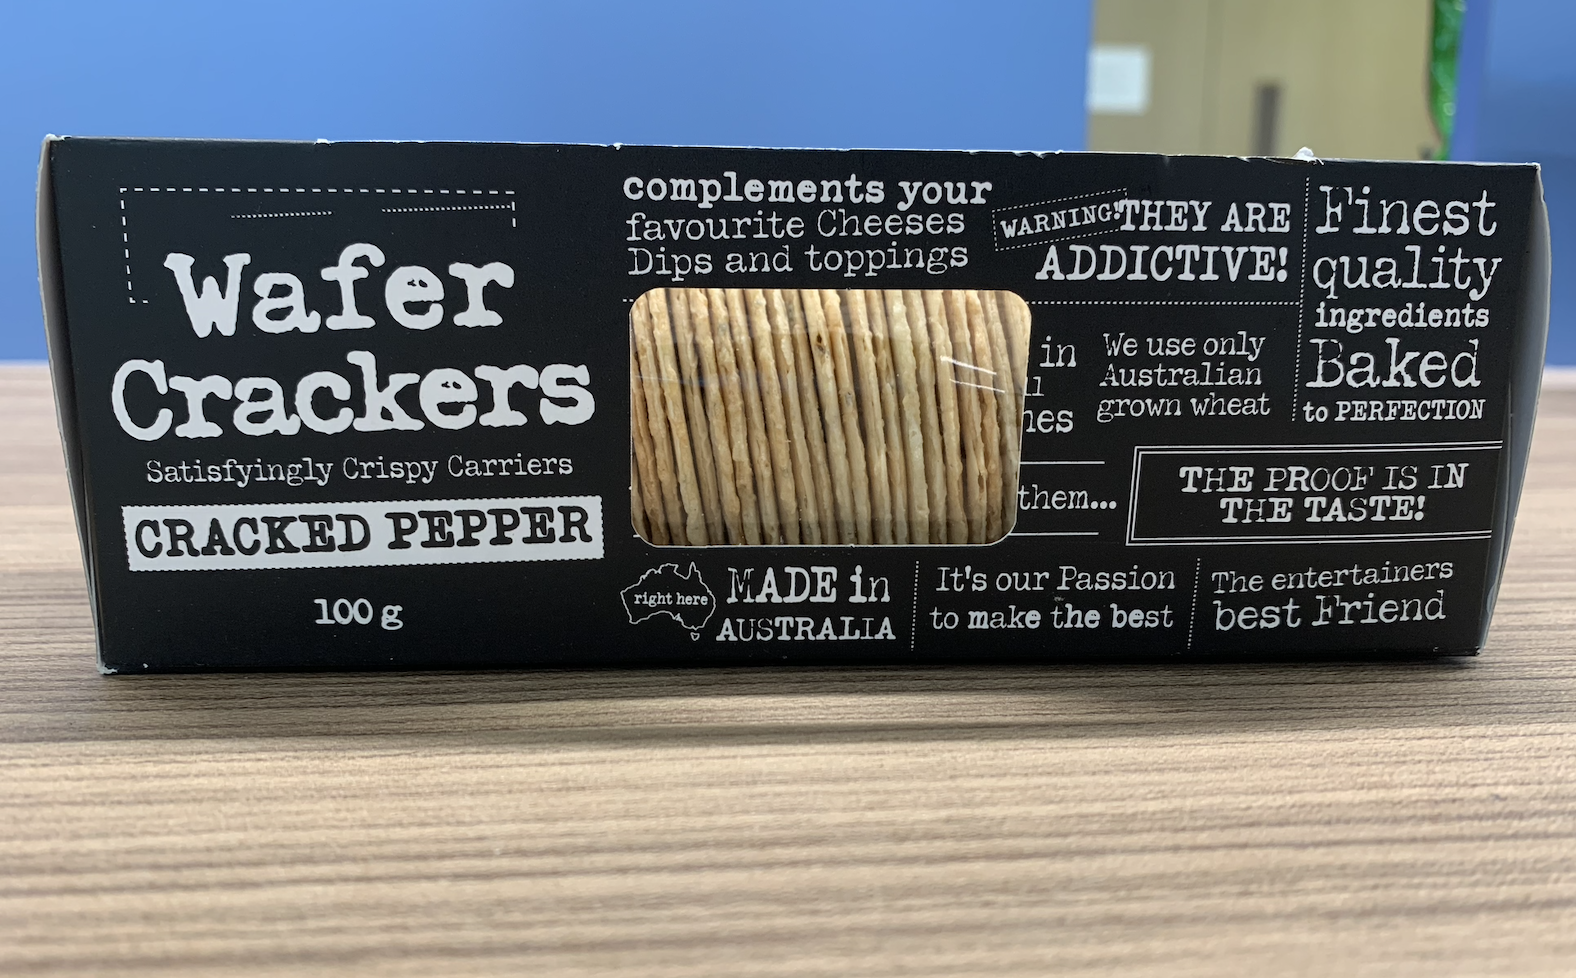 Wafer
Crackers
Satisfyingly Crispy Carriers
CRACKED PEPPER
100 g
complements your
favourite Cheeses
Dips and toppings
WARNING! THEY ARE
ADDICTIVE!
in
them...
We use only
Australian
grown wheat
Finest
quality
ingredients
Baked
to PERFECTION
THE PROOF IS IN
THE TASTE!
right here
MADE in
AUSTRALIA
It's our Passion
to make the best
The entertainers
best Friend